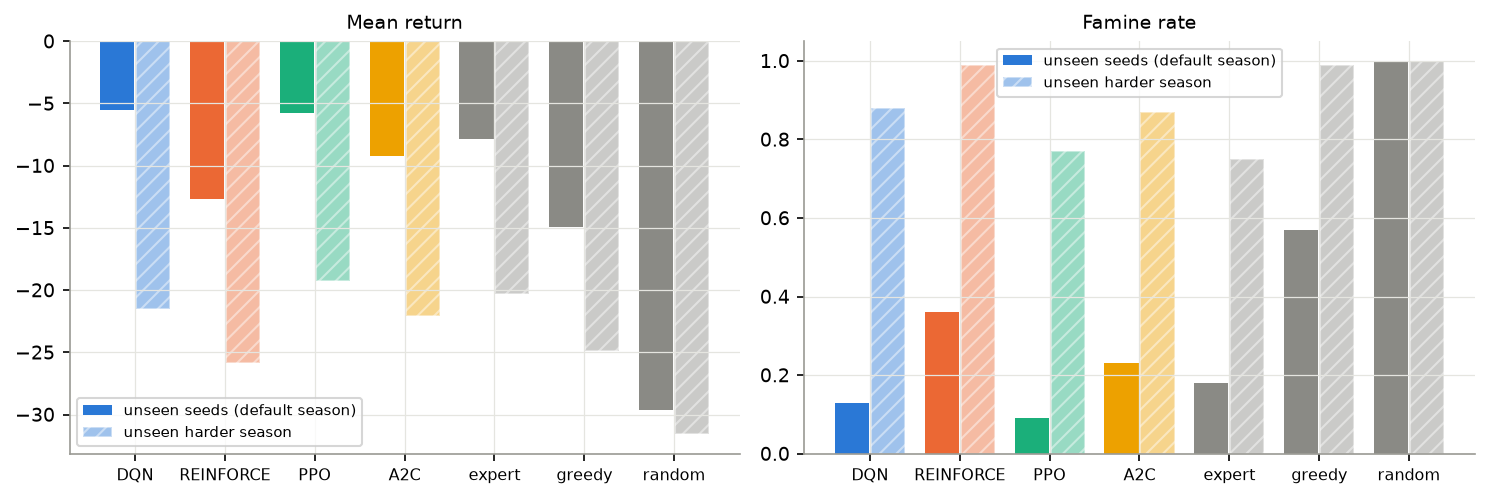 Mean return
0
−5
−10
−15
−20
−25
−30
unseen seeds (default season)
unseen harder season
DQN REINFORCE PPO A2C expert greedy random
Famine rate
1.0
0.8
0.6
0.4
0.2
0.0
unseen seeds (default season)
unseen harder season
DQN REINFORCE PPO A2C expert greedy random